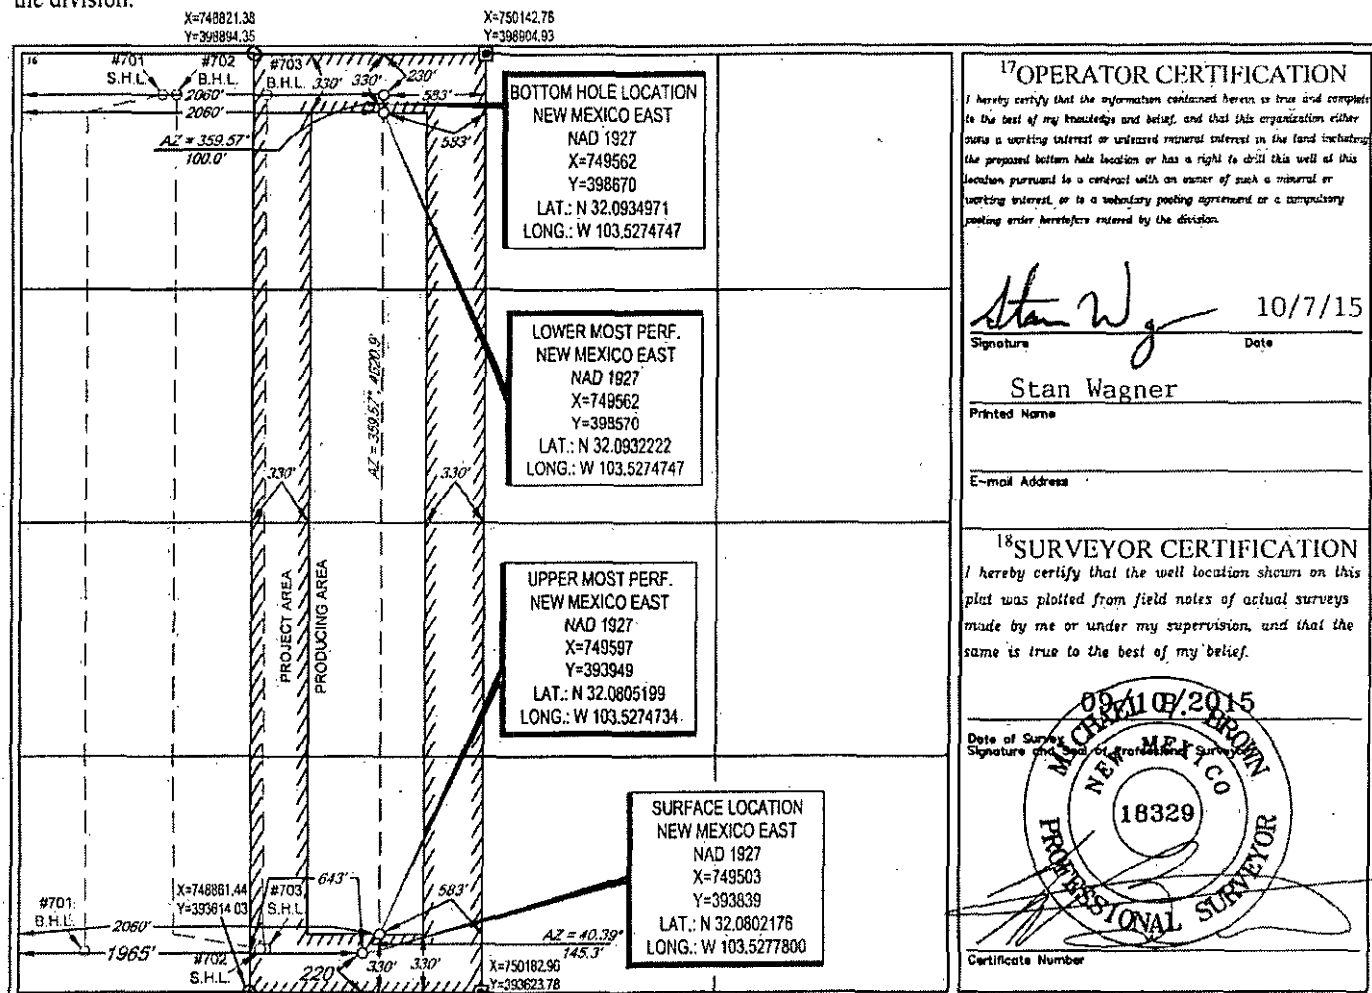 the division.
X=748821.38
Y=398894.35
X=750142.76
Y=398904.93
16
#701
S.H.L.
#702
B.H.L.
#703
B.H.L.
330'
330'
230'
2060'
583'
2060'
583'
AZ = 359.57°
100.0'
BOTTOM HOLE LOCATION
NEW MEXICO EAST
NAD 1927
X=749562
Y=398670
LAT.: N 32.0934971
LONG.: W 103.5274747
LOWER MOST PERF.
NEW MEXICO EAST
NAD 1927
X=749562
Y=398570
LAT.: N 32.0932222
LONG.: W 103.5274747
AZ = 359.57°, 4620.9'
330'
330'
PROJECT AREA
PRODUCING AREA
UPPER MOST PERF.
NEW MEXICO EAST
NAD 1927
X=749597
Y=393949
LAT.: N 32.0805199
LONG.: W 103.5274734
SURFACE LOCATION
NEW MEXICO EAST
NAD 1927
X=749503
Y=393839
LAT.: N 32.0802176
LONG.: W 103.5277800
X=748861.44
Y=393614.03
643'
#703
S.H.L.
583'
#701
B.H.L.
2060'
1965'
#702
S.H.L.
AZ = 40.39°
145.3'
220'
330'
330'
X=750182.96
Y=393623.78
17 OPERATOR CERTIFICATION
I hereby certify that the information contained herein is true and complete
to the best of my knowledge and belief, and that this organization either
owns a working interest or unleased mineral interest in the land including
the proposed bottom hole location or has a right to drill this well at this
location pursuant to a contract with an owner of such a mineral or
working interest, or to a voluntary pooling agreement or a compulsory
pooling order heretofore entered by the division.
10/7/15
Signature
Date
Stan Wagner
Printed Name
E-mail Address
18 SURVEYOR CERTIFICATION
I hereby certify that the well location shown on this
plat was plotted from field notes of actual surveys
made by me or under my supervision, and that the
same is true to the best of my belief.
09/10/2015
Date of Survey
Signature and Seal of Professional Surveyor
MICHAEL BROWN
NEW MEXICO
18329
PROFESSIONAL SURVEYOR
Certificate Number